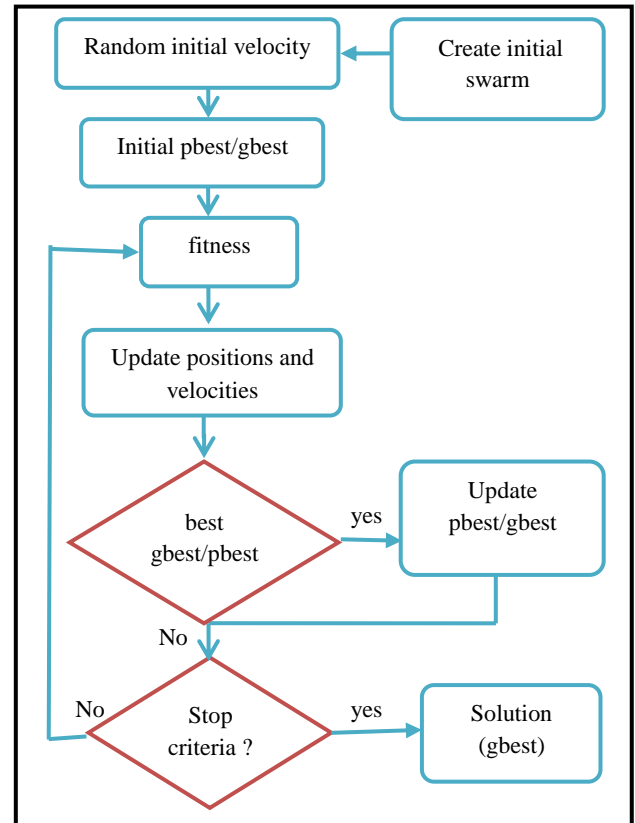 Random initial velocity
Create initial
swarm
Initial pbest/gbest
fitness
Update positions and
velocities
best
gbest/pbest
yes
Update
pbest/gbest
No
No
Stop
criteria ?
yes
Solution
(gbest)